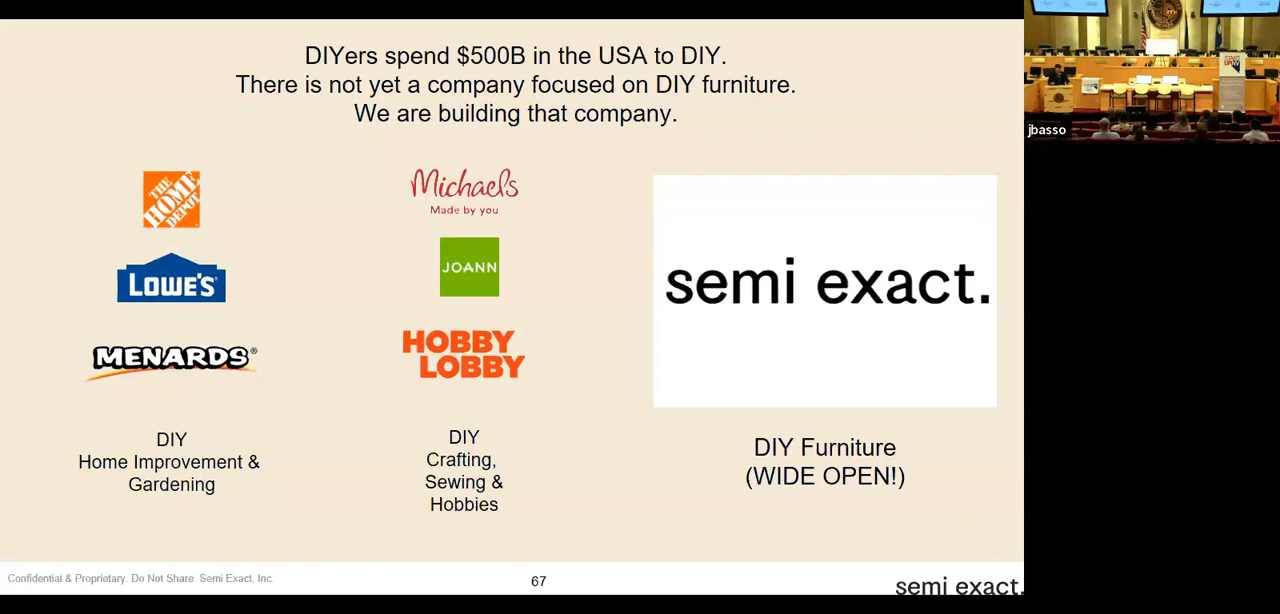 DIYers spend $500B in the USA to DIY.
There is not yet a company focused on DIY furniture.
We are building that company.
THE
HOME
DEPOT
LOWE'S
MENARDS®
DIY
Home Improvement &
Gardening
Michaels
Made by you
JOANN
HOBBY
LOBBY
DIY
Crafting,
Sewing &
Hobbies
semi exact.
DIY Furniture
(WIDE OPEN!)
Confidential & Proprietary. Do Not Share. Semi Exact, Inc.
67
semi exact.
jbasso